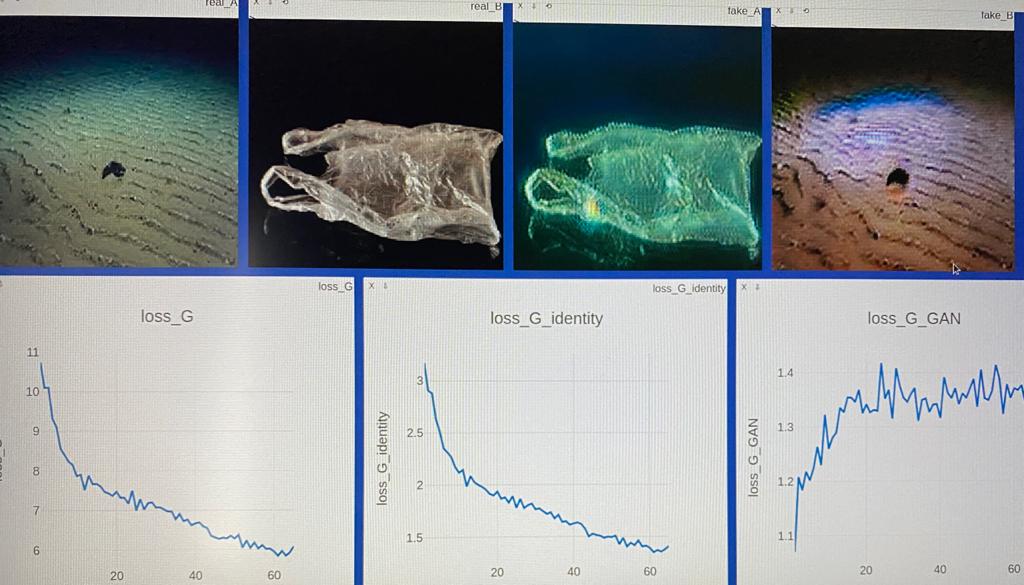 real_A
X ⇩ ⟲ real_B
X ⇩ ⟲ fake_A
X ⇩ ⟲ fake_B
loss_G
loss_G
11
10
9
8
7
6
20 40 60
X ⇩ loss_G_identity
loss_G_identity
loss_G_identity
3
2.5
2
1.5
20 40 60
X ⇩
loss_G_GAN
loss_G_GAN
1.4
1.3
1.2
1.1
20 40 60